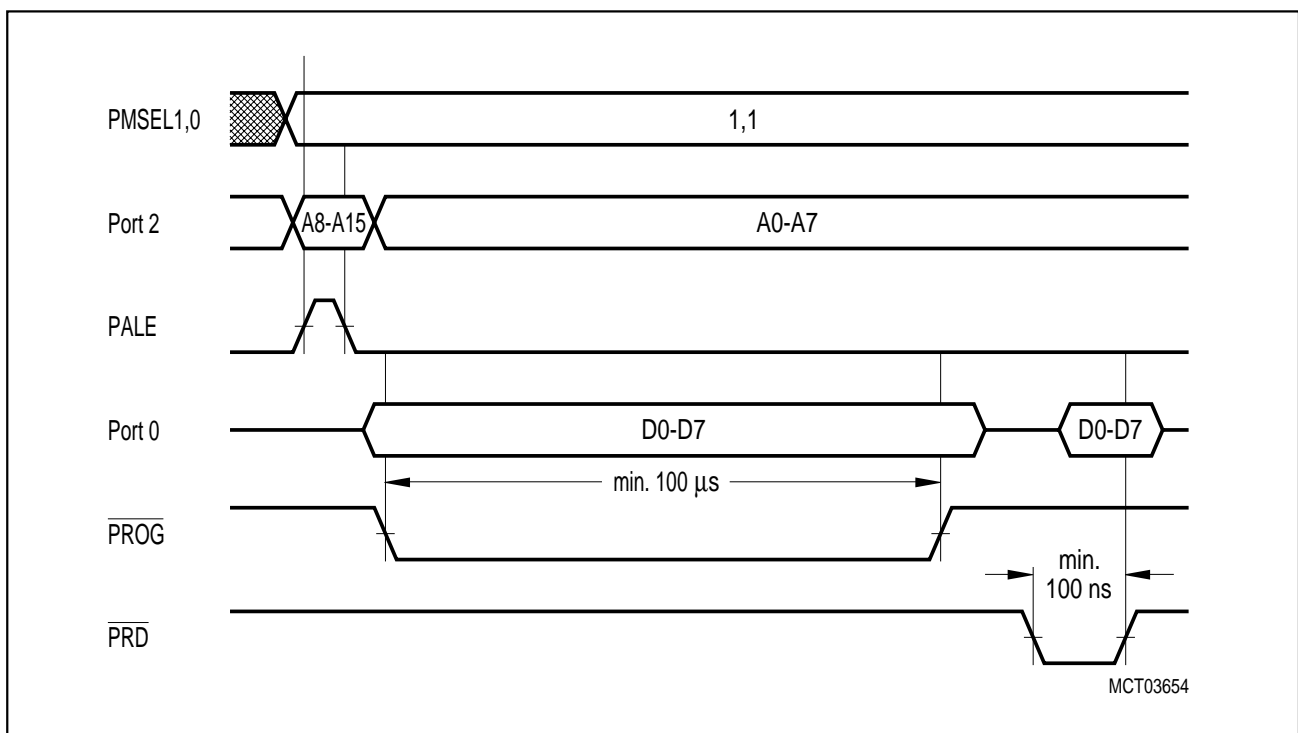 PMSEL1,0
1,1
Port 2
A8-A15
A0-A7
PALE
Port 0
D0-D7
D0-D7
min. 100 μs
PROG
min.
100 ns
PRD
MCT03654